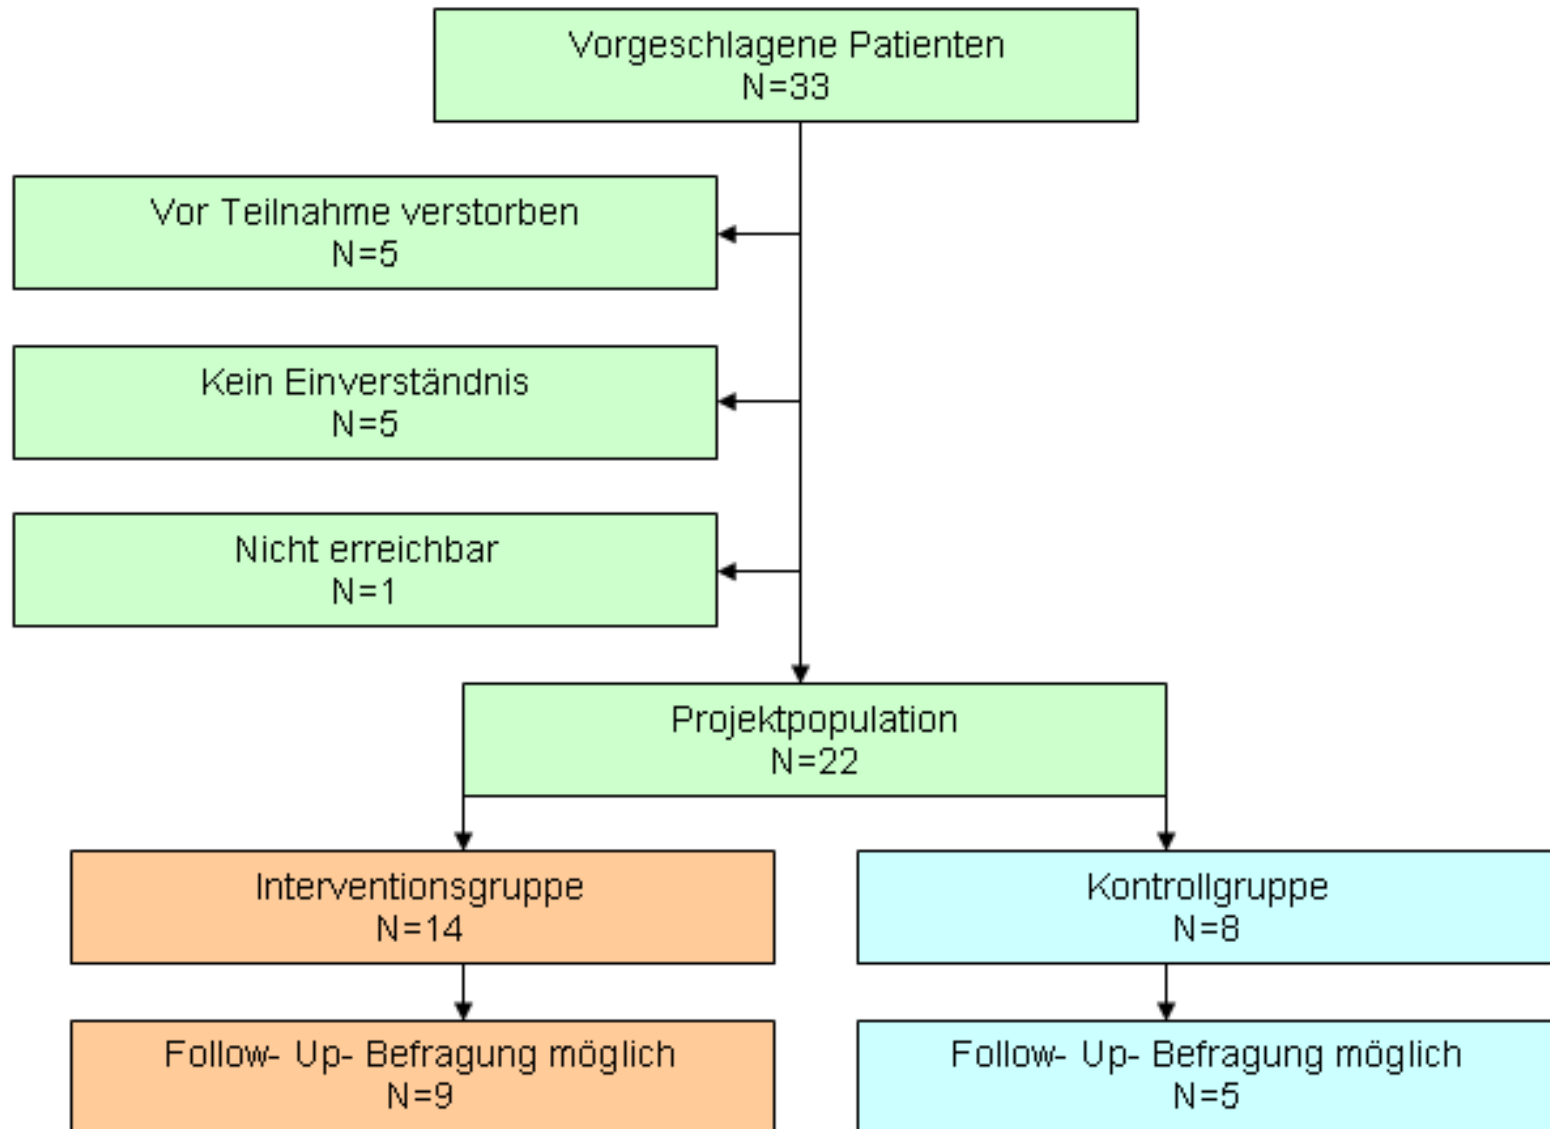 Vorgeschlagene Patienten
N=33
Vor Teilnahme verstorben
N=5
Kein Einverständnis
N=5
Nicht erreichbar
N=1
Projektpopulation
N=22
Interventionsgruppe
N=14
Kontrollgruppe
N=8
Follow- Up- Befragung möglich
N=9
Follow- Up- Befragung möglich
N=5